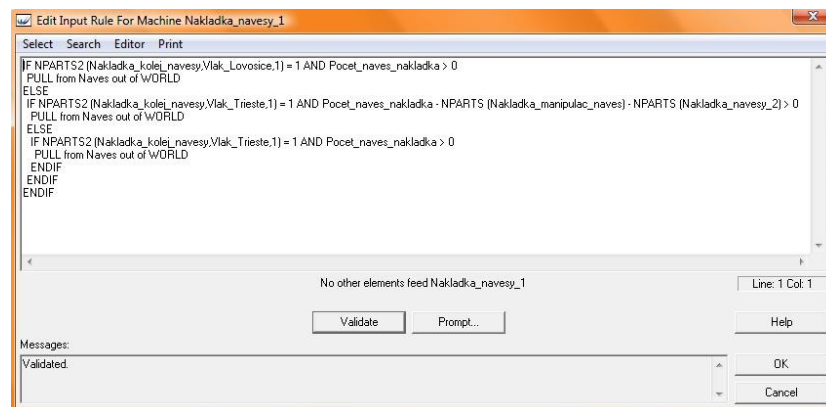 Edit Input Rule For Machine Nakladka_navesy_1
Select Search Editor Print
IF NPARTS2 (Nakladka_kolej_navesy,Vlak_Lovosice,1) = 1 AND Pocet_naves_nakladka > 0
PULL from Naves out of WORLD
ELSE
IF NPARTS2 (Nakladka_kolej_navesy,Vlak_Trieste,1) = 1 AND Pocet_naves_nakladka - NPARTS (Nakladka_manipulac_naves) - NPARTS (Nakladka_navesy_2) > 0
PULL from Naves out of WORLD
ELSE
IF NPARTS2 (Nakladka_kolej_navesy,Vlak_Trieste,1) = 1 AND Pocet_naves_nakladka > 0
PULL from Naves out of WORLD
ENDIF
ENDIF
ENDIF
No other elements feed Nakladka_navesy_1
Line: 1 Col: 1
Validate Prompt... Help
Messages:
Validated.
OK
Cancel